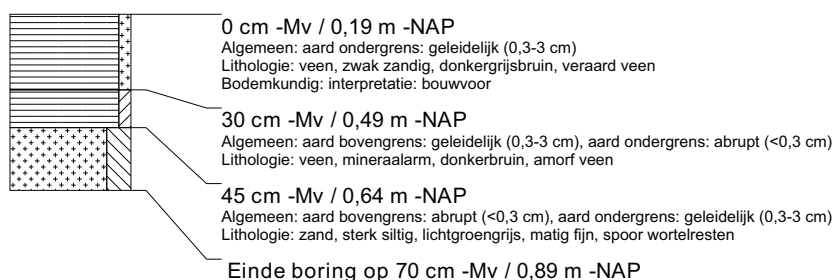 0 cm -Mv / 0,19 m -NAP
Algemeen: aard ondergrens: geleidelijk (0,3-3 cm)
Lithologie: veen, zwak zandig, donkergrijsbruin, veraard veen
Bodemkundig: interpretatie: bouwvoor
30 cm -Mv / 0,49 m -NAP
Algemeen: aard bovengrens: geleidelijk (0,3-3 cm), aard ondergrens: abrupt (<0,3 cm)
Lithologie: veen, mineraalarm, donkerbruin, amorf veen
45 cm -Mv / 0,64 m -NAP
Algemeen: aard bovengrens: abrupt (<0,3 cm), aard ondergrens: geleidelijk (0,3-3 cm)
Lithologie: zand, sterk siltig, lichtgroengrijs, matig fijn, spoor wortelresten
Einde boring op 70 cm -Mv / 0,89 m -NAP